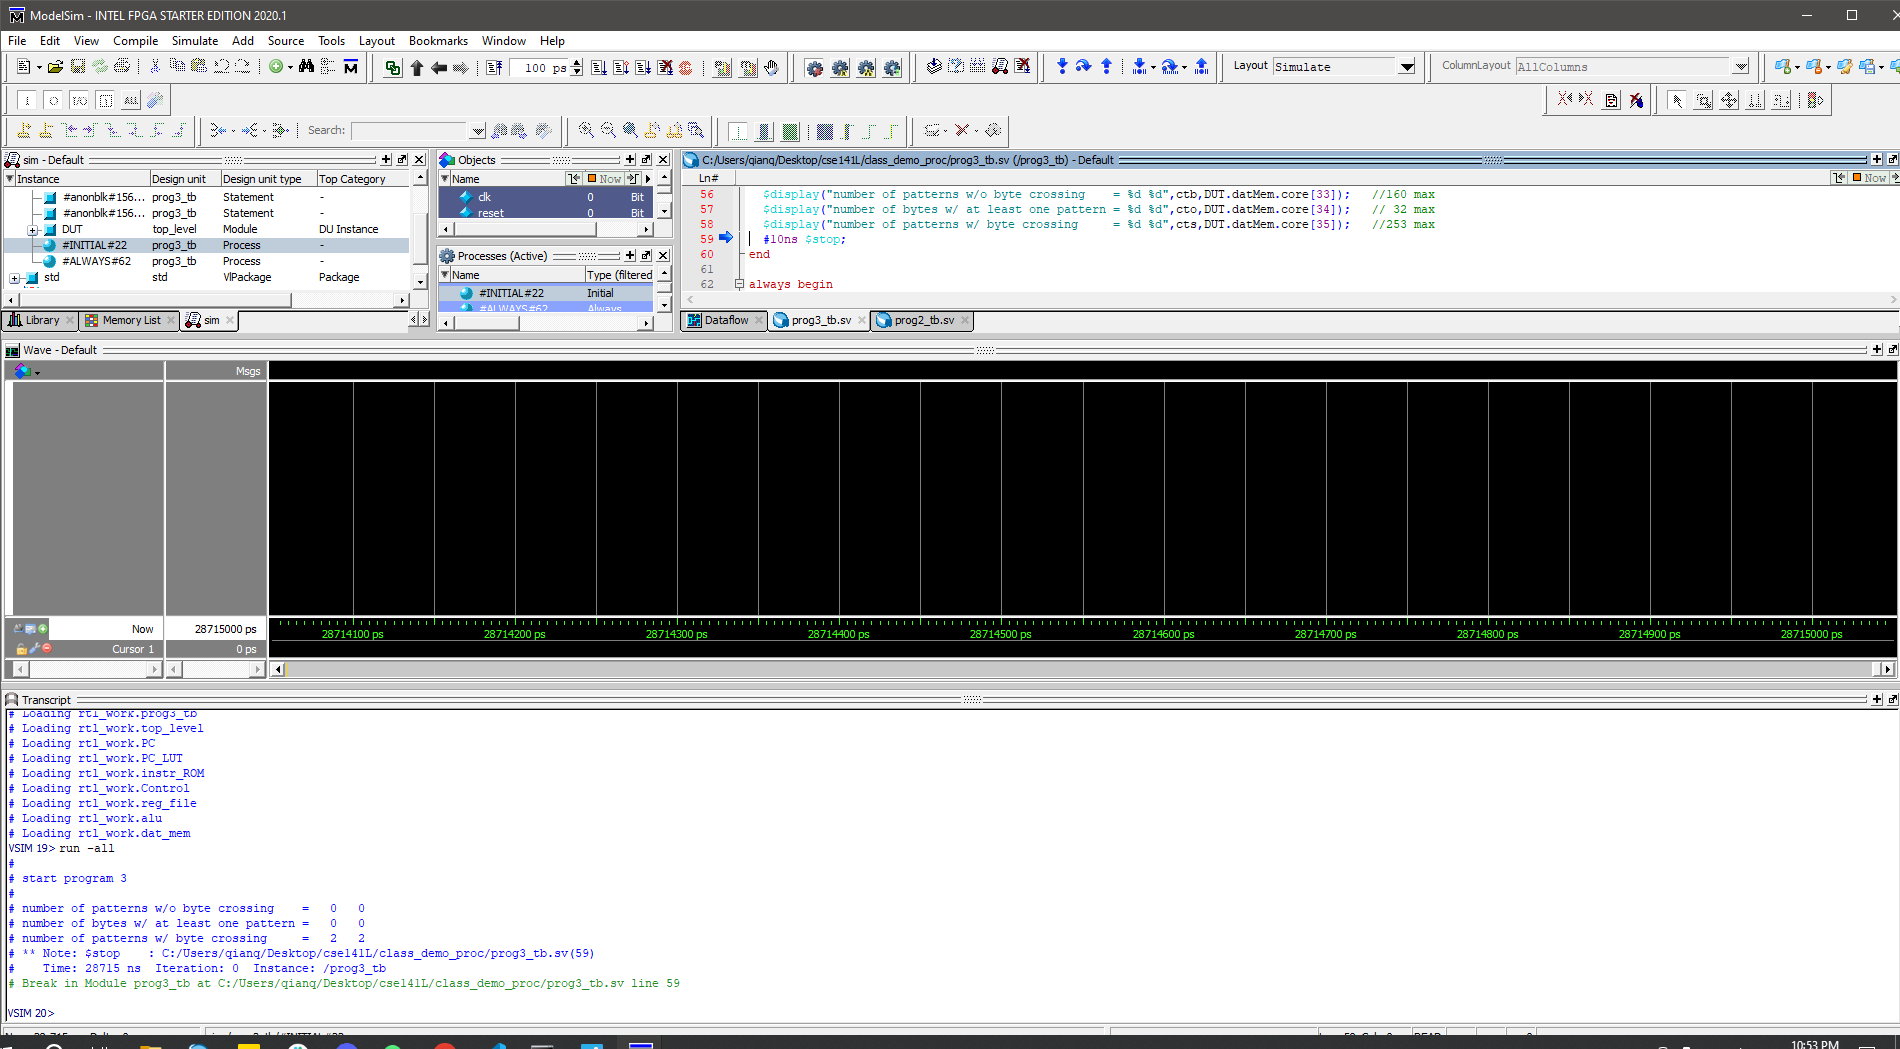 ModelSim - INTEL FPGA STARTER EDITION 2020.1
File Edit View Compile Simulate Add Source Tools Layout Bookmarks Window Help
100 ps
Layout Simulate
ColumnLayout AllColumns
Search:
sim - Default
Instance Design unit Design unit type Top Category
#anonblk#156... prog3_tb Statement -
#anonblk#156... prog3_tb Statement -
DUT top_level Module DU Instance
#INITIAL#22 prog3_tb Process -
#ALWAYS#62 prog3_tb Process -
std std VlPackage Package
Library Memory List sim
Objects
Name Now
clk 0 Bit
reset 0 Bit
Processes (Active)
Name Type (filtered
#INITIAL#22 Initial
#ALWAYS#62 Always
C:/Users/qianq/Desktop/cse141L/class_demo_proc/prog3_tb.sv (/prog3_tb) - Default
Ln# Now
56 $display("number of patterns w/o byte crossing    = %d %d",ctb,DUT.datMem.core[33]);   //160 max
57 $display("number of bytes w/ at least one pattern = %d %d",cto,DUT.datMem.core[34]);   // 32 max
58 $display("number of patterns w/ byte crossing     = %d %d",cts,DUT.datMem.core[35]);   //253 max
59 #10ns $stop;
60 end
61
62 always begin
Dataflow prog3_tb.sv prog2_tb.sv
Wave - Default
Msgs
Now 28715000 ps
Cursor 1 0 ps
28714100 ps 28714200 ps 28714300 ps 28714400 ps 28714500 ps 28714600 ps 28714700 ps 28714800 ps 28714900 ps 28715000 ps
Transcript
# Loading rtl_work.prog3_tb
# Loading rtl_work.top_level
# Loading rtl_work.PC
# Loading rtl_work.PC_LUT
# Loading rtl_work.instr_ROM
# Loading rtl_work.Control
# Loading rtl_work.reg_file
# Loading rtl_work.alu
# Loading rtl_work.dat_mem
VSIM 19> run -all
#
# start program 3
#
# number of patterns w/o byte crossing    =   0   0
# number of bytes w/ at least one pattern =   0   0
# number of patterns w/ byte crossing     =   2   2
# ** Note: $stop    : C:/Users/qianq/Desktop/cse141L/class_demo_proc/prog3_tb.sv(59)
#    Time: 28715 ns  Iteration: 0  Instance: /prog3_tb
# Break in Module prog3_tb at C:/Users/qianq/Desktop/cse141L/class_demo_proc/prog3_tb.sv line 59
VSIM 20>
10:53 PM